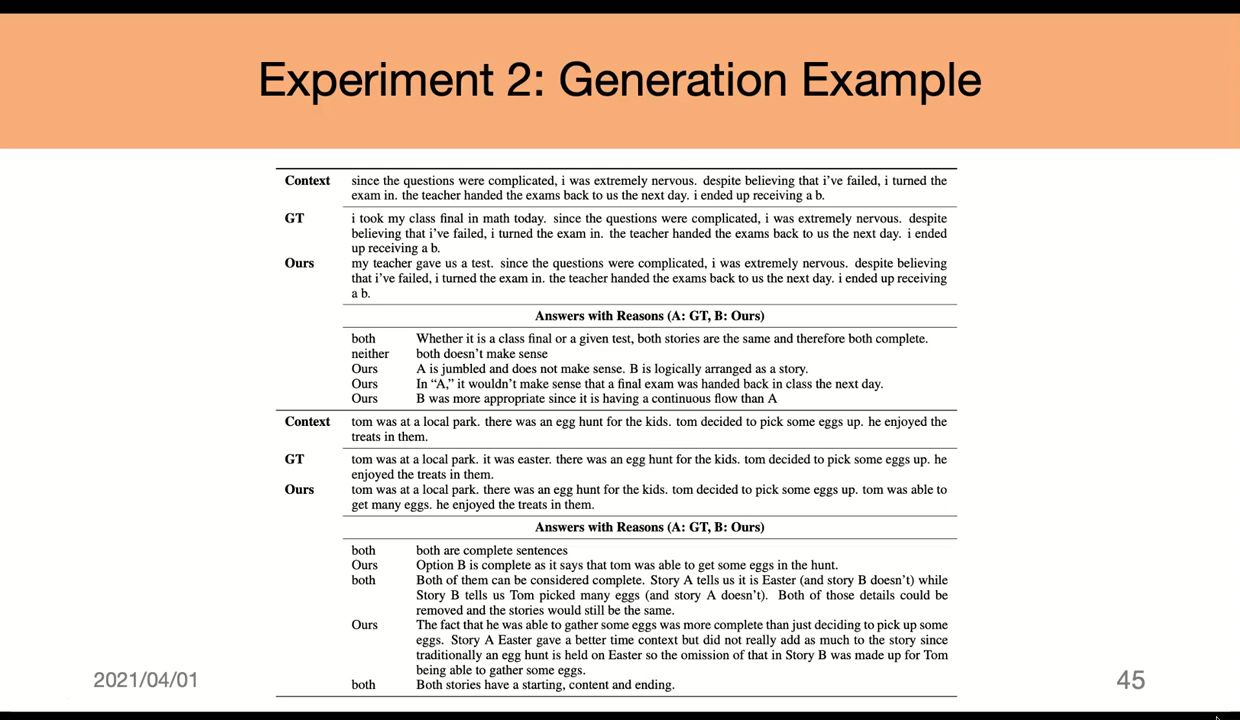 Experiment 2: Generation Example
Context since the questions were complicated, i was extremely nervous. despite believing that i've failed, i turned the
exam in. the teacher handed the exams back to us the next day. i ended up receiving a b.
GT i took my class final in math today. since the questions were complicated, i was extremely nervous. despite
believing that i've failed, i turned the exam in. the teacher handed the exams back to us the next day. i ended
up receiving a b.
Ours my teacher gave us a test. since the questions were complicated, i was extremely nervous. despite believing
that i've failed, i turned the exam in. the teacher handed the exams back to us the next day. i ended up receiving
a b.
Answers with Reasons (A: GT, B: Ours)
both Whether it is a class final or a given test, both stories are the same and therefore both complete.
neither both doesn't make sense
Ours A is jumbled and does not make sense. B is logically arranged as a story.
Ours In “A,” it wouldn't make sense that a final exam was handed back in class the next day.
Ours B was more appropriate since it is having a continuous flow than A
Context tom was at a local park. there was an egg hunt for the kids. tom decided to pick some eggs up. he enjoyed the
treats in them.
GT tom was at a local park. it was easter. there was an egg hunt for the kids. tom decided to pick some eggs up. he
enjoyed the treats in them.
Ours tom was at a local park. there was an egg hunt for the kids. tom decided to pick some eggs up. tom was able to
get many eggs. he enjoyed the treats in them.
Answers with Reasons (A: GT, B: Ours)
both both are complete sentences
Ours Option B is complete as it says that tom was able to get some eggs in the hunt.
both Both of them can be considered complete. Story A tells us it is Easter (and story B doesn't) while
Story B tells us Tom picked many eggs (and story A doesn't). Both of those details could be
removed and the stories would still be the same.
Ours The fact that he was able to gather some eggs was more complete than just deciding to pick up some
eggs. Story A Easter gave a better time context but did not really add as much to the story since
traditionally an egg hunt is held on Easter so the omission of that in Story B was made up for Tom
being able to gather some eggs.
both Both stories have a starting, content and ending.
2021/04/01
45